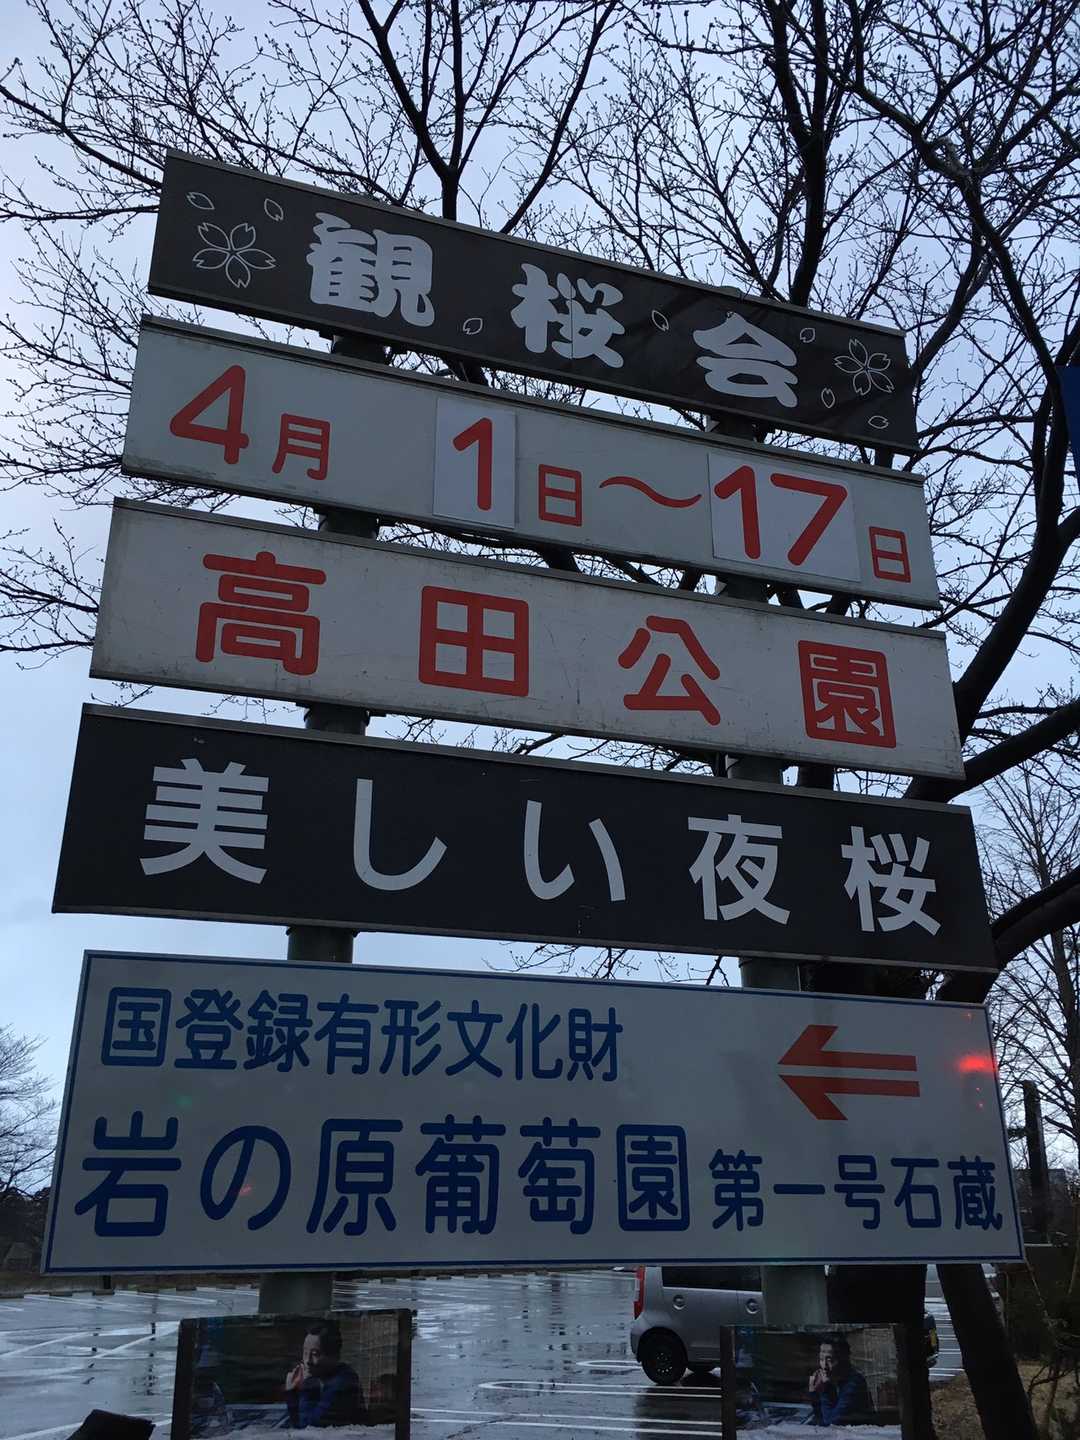 観桜会
4月 1日～17日
高田公園
美しい夜桜
国登録有形文化財
岩の原葡萄園 第一号石蔵